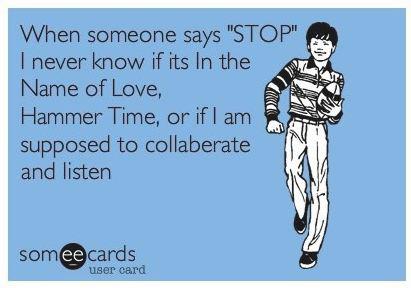 When someone says "STOP"
I never know if its In the
Name of Love,
Hammer Time, or if I am
supposed to collaberate
and listen
someecards
user card